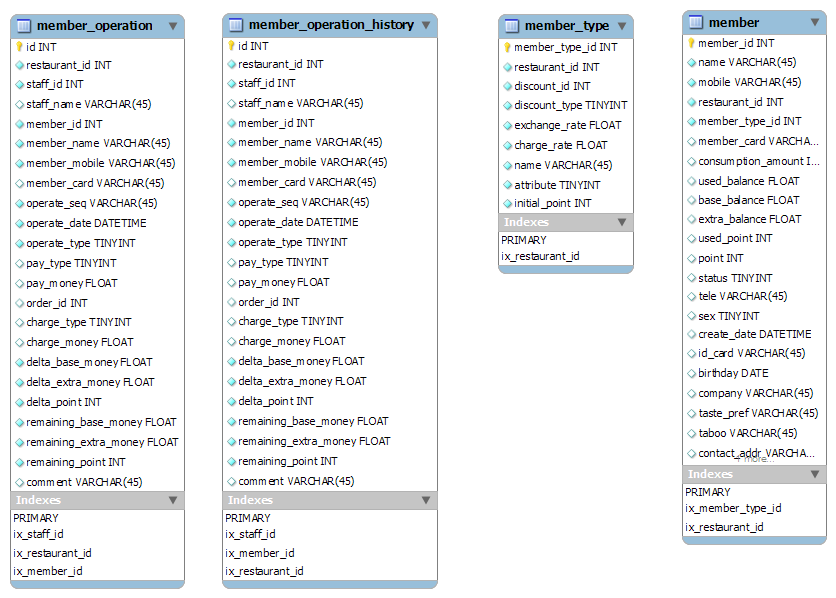 member_operation
id INT
restaurant_id INT
staff_id INT
staff_name VARCHAR(45)
member_id INT
member_name VARCHAR(45)
member_mobile VARCHAR(45)
member_card VARCHAR(45)
operate_seq VARCHAR(45)
operate_date DATETIME
operate_type TINYINT
pay_type TINYINT
pay_money FLOAT
order_id INT
charge_type TINYINT
charge_money FLOAT
delta_base_money FLOAT
delta_extra_money FLOAT
delta_point INT
remaining_base_money FLOAT
remaining_extra_money FLOAT
remaining_point INT
comment VARCHAR(45)
Indexes
PRIMARY
ix_staff_id
ix_restaurant_id
ix_member_id
member_operation_history
id INT
restaurant_id INT
staff_id INT
staff_name VARCHAR(45)
member_id INT
member_name VARCHAR(45)
member_mobile VARCHAR(45)
member_card VARCHAR(45)
operate_seq VARCHAR(45)
operate_date DATETIME
operate_type TINYINT
pay_type TINYINT
pay_money FLOAT
order_id INT
charge_type TINYINT
charge_money FLOAT
delta_base_money FLOAT
delta_extra_money FLOAT
delta_point INT
remaining_base_money FLOAT
remaining_extra_money FLOAT
remaining_point INT
comment VARCHAR(45)
Indexes
PRIMARY
ix_staff_id
ix_member_id
ix_restaurant_id
member_type
member_type_id INT
restaurant_id INT
discount_id INT
discount_type TINYINT
exchange_rate FLOAT
charge_rate FLOAT
name VARCHAR(45)
attribute TINYINT
initial_point INT
Indexes
PRIMARY
ix_restaurant_id
member
member_id INT
name VARCHAR(45)
mobile VARCHAR(45)
restaurant_id INT
member_type_id INT
member_card VARCHA...
consumption_amount I...
used_balance FLOAT
base_balance FLOAT
extra_balance FLOAT
used_point INT
point INT
status TINYINT
tele VARCHAR(45)
sex TINYINT
create_date DATETIME
id_card VARCHAR(45)
birthday DATE
company VARCHAR(45)
taste_pref VARCHAR(45)
taboo VARCHAR(45)
contact_addr VARCHA...
+ more...
Indexes
PRIMARY
ix_member_type_id
ix_restaurant_id